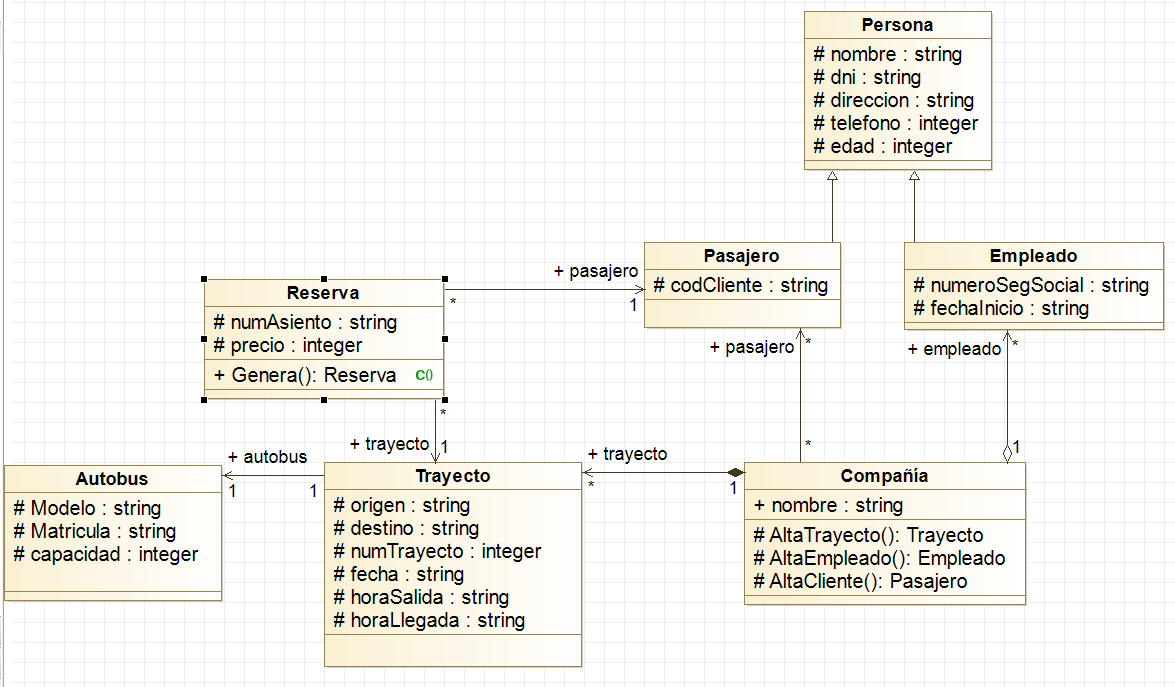 Persona
# nombre : string
# dni : string
# direccion : string
# telefono : integer
# edad : integer
Pasajero
# codCliente : string
Empleado
# numeroSegSocial : string
# fechaInicio : string
+ pasajero
*
1
Reserva
# numAsiento : string
# precio : integer
+ Genera(): Reserva C()
+ pasajero
*
+ empleado
*
*
+ trayecto
1
*
1
+ autobus
1
1
+ trayecto
*
1
Autobus
# Modelo : string
# Matricula : string
# capacidad : integer
Trayecto
# origen : string
# destino : string
# numTrayecto : integer
# fecha : string
# horaSalida : string
# horaLlegada : string
Compañía
+ nombre : string
# AltaTrayecto(): Trayecto
# AltaEmpleado(): Empleado
# AltaCliente(): Pasajero